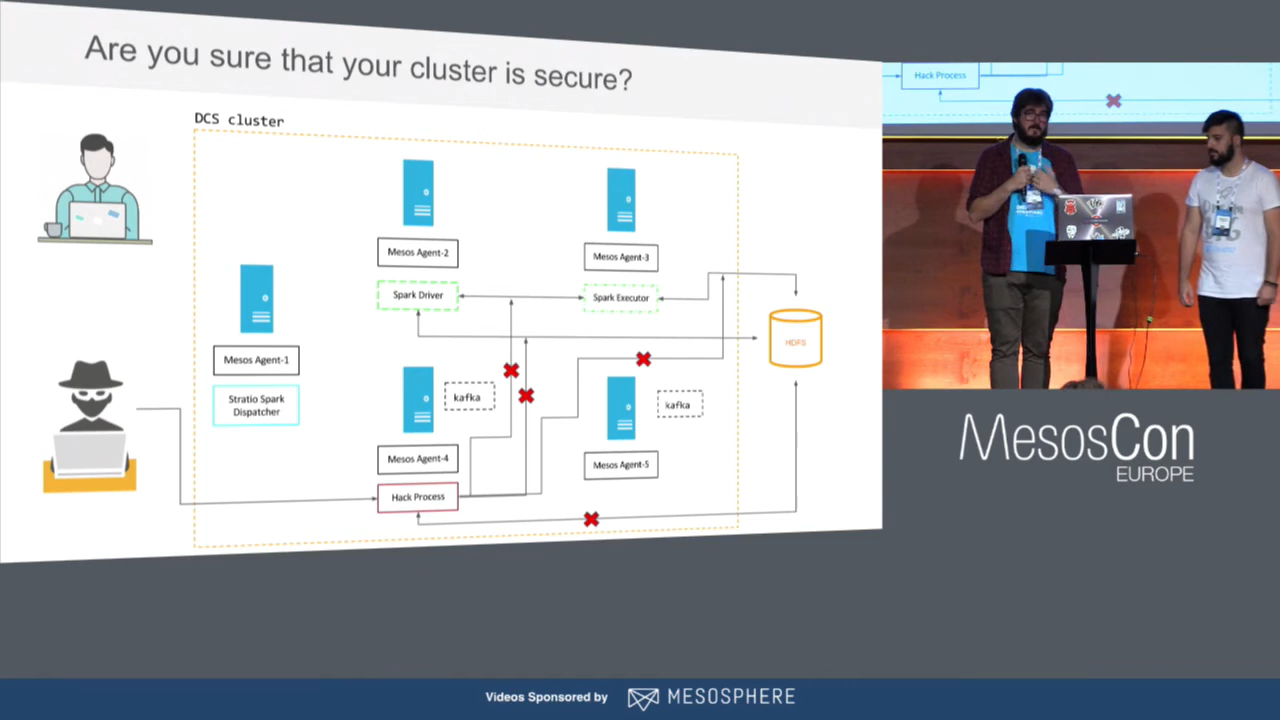 Are you sure that your cluster is secure?
DCS cluster
Mesos Agent-2
Mesos Agent-3
Spark Driver
Spark Executor
HDFS
Mesos Agent-1
Stratio Spark
Dispatcher
kafka
kafka
Mesos Agent-4
Mesos Agent-5
Hack Process
Hack Process
MesosCon
EUROPE
Videos Sponsored by
MESOSPHERE